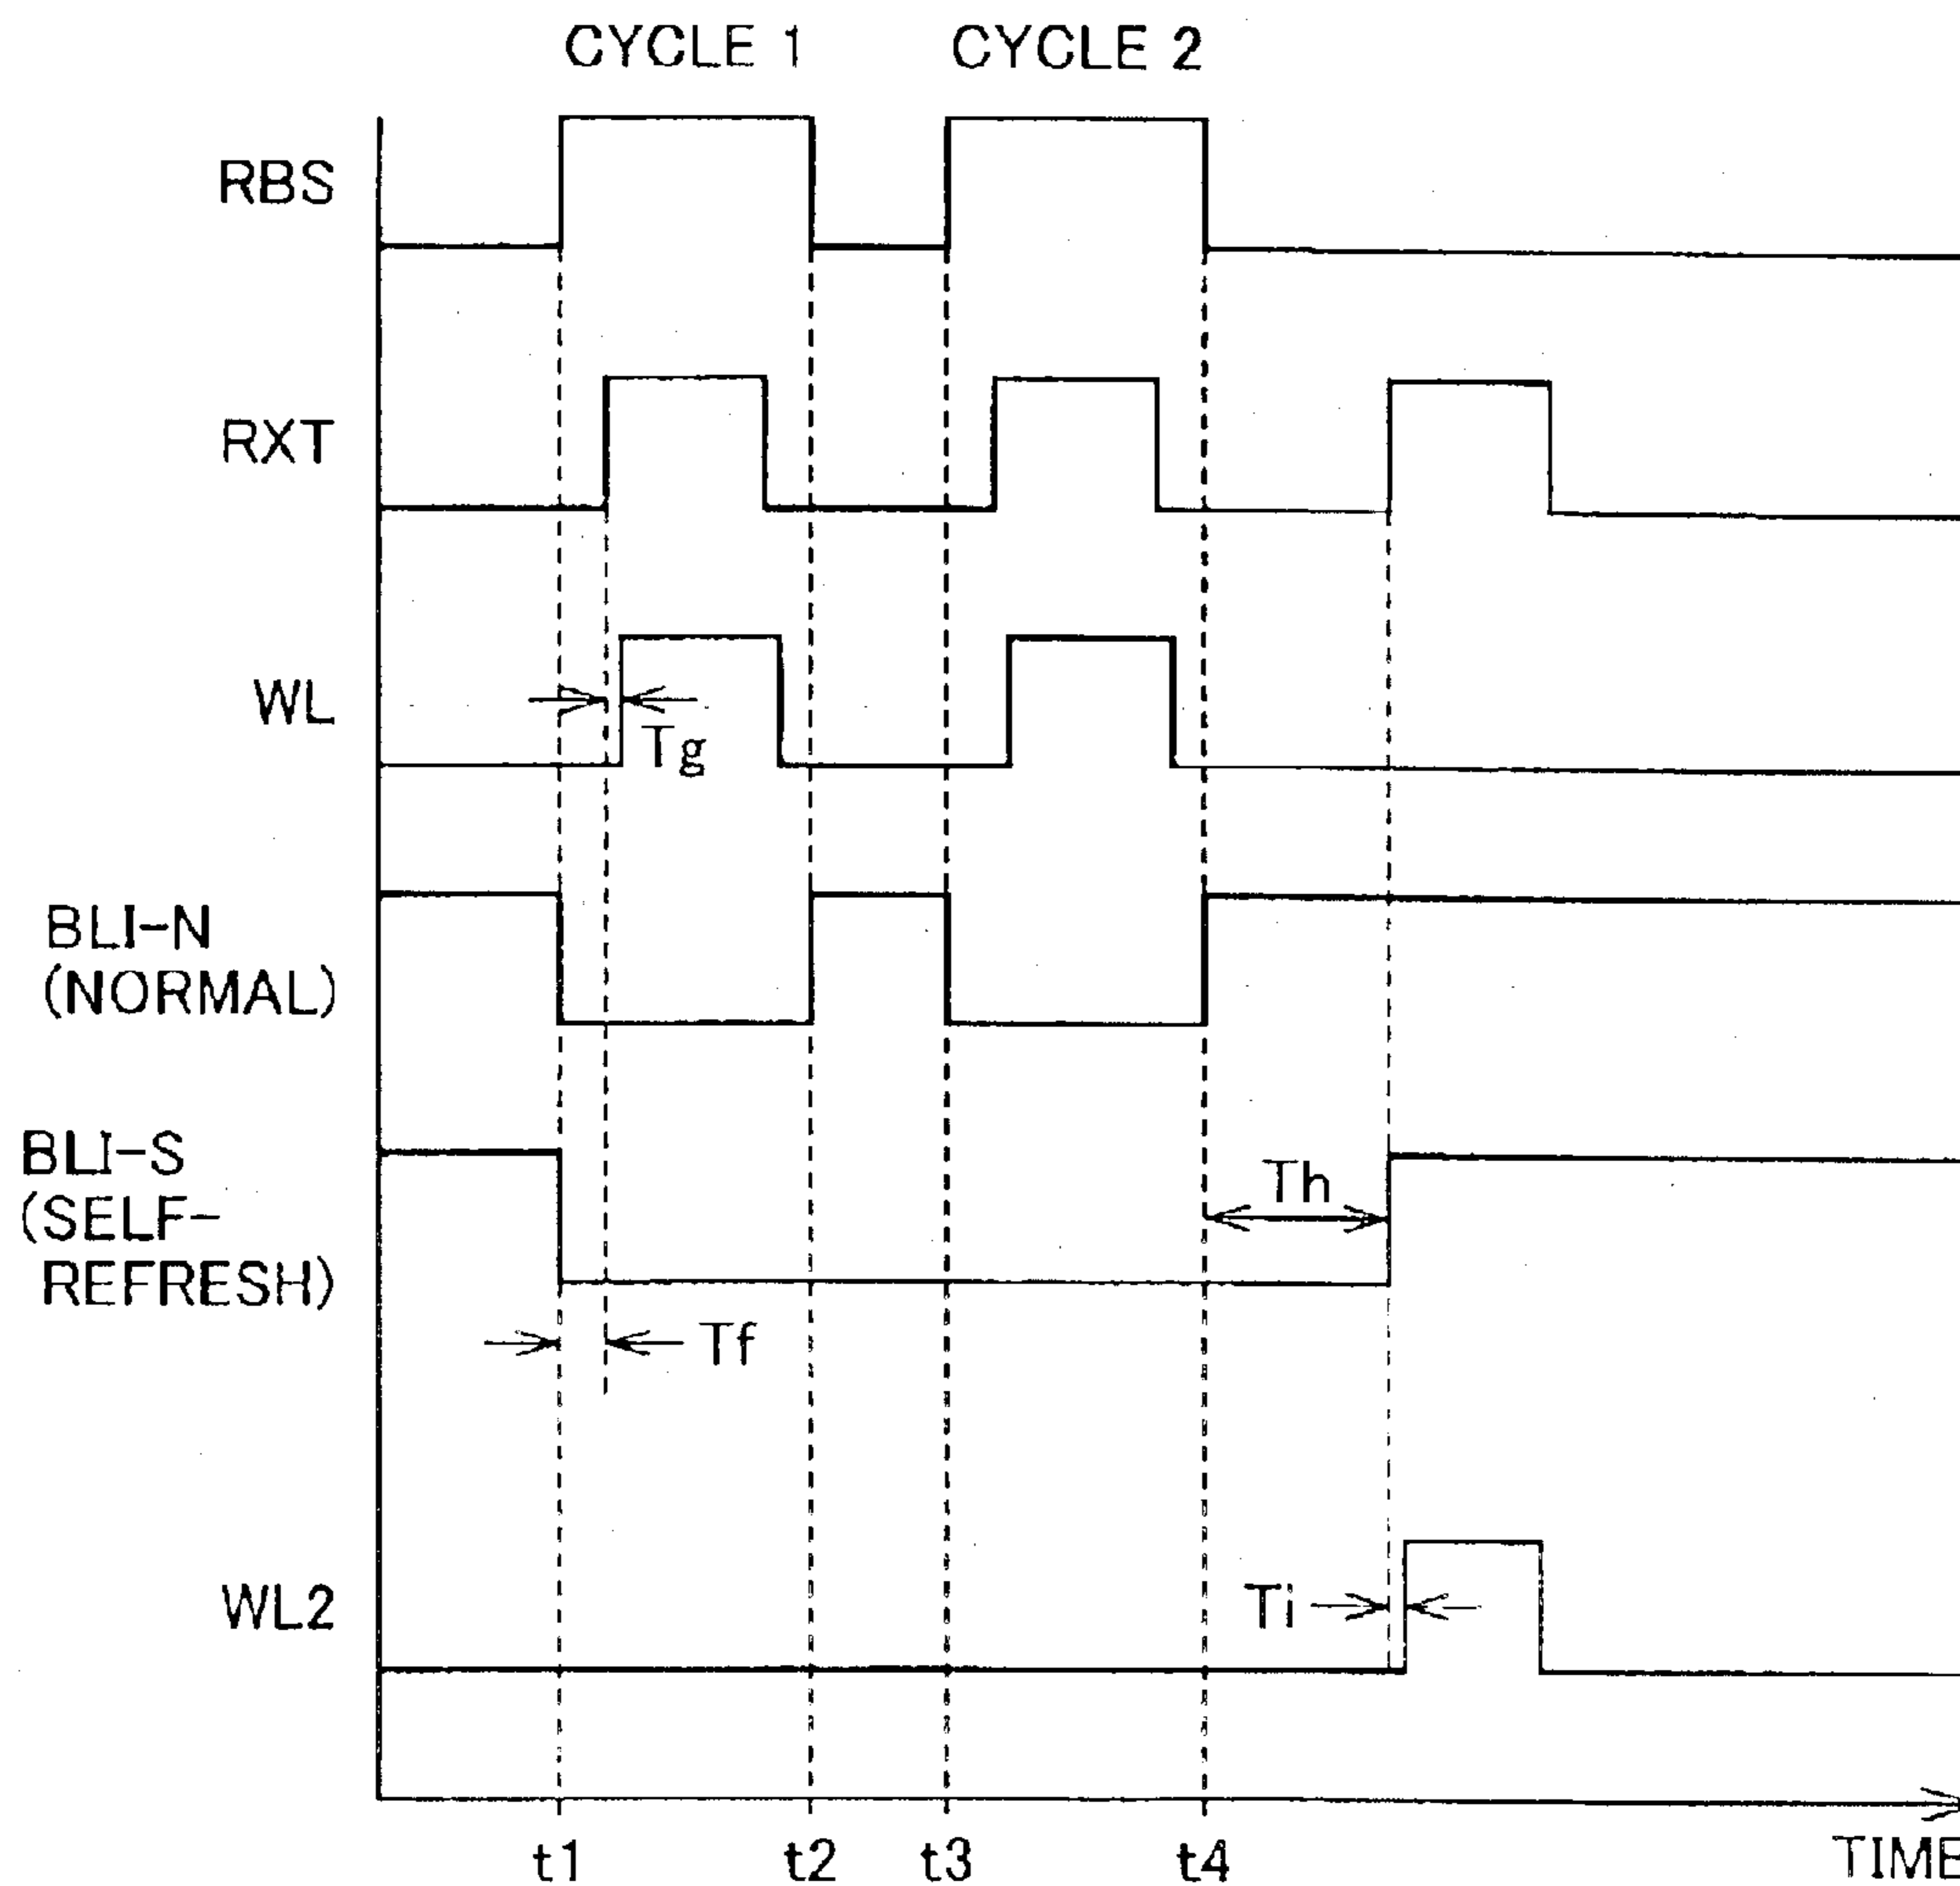 CYCLE 1 CYCLE 2
RBS
RXT
WL
Tg
BLI-N
(NORMAL)
BLI-S
(SELF-
REFRESH)
Th
Tf
WL2
Ti
t1 t2 t3 t4
TIME